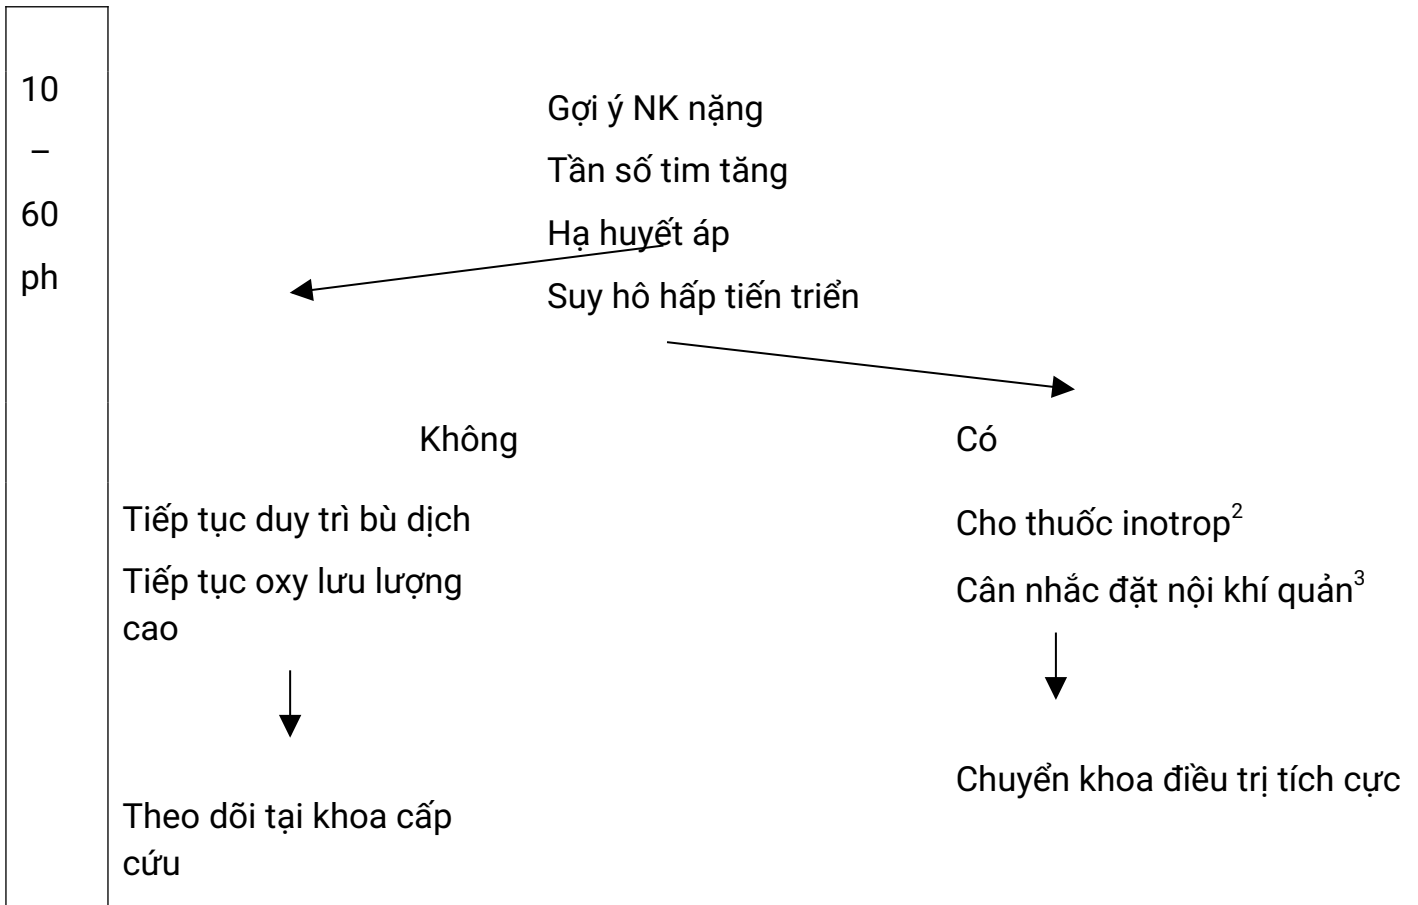 10
–
60
ph
Gợi ý NK nặng
Tần số tim tăng
Hạ huyết áp
Suy hô hấp tiến triển
Không
Có
Tiếp tục duy trì bù dịch
Tiếp tục oxy lưu lượng
cao
Cho thuốc inotrop²
Cân nhắc đặt nội khí quản³
Theo dõi tại khoa cấp
cứu
Chuyển khoa điều trị tích cực